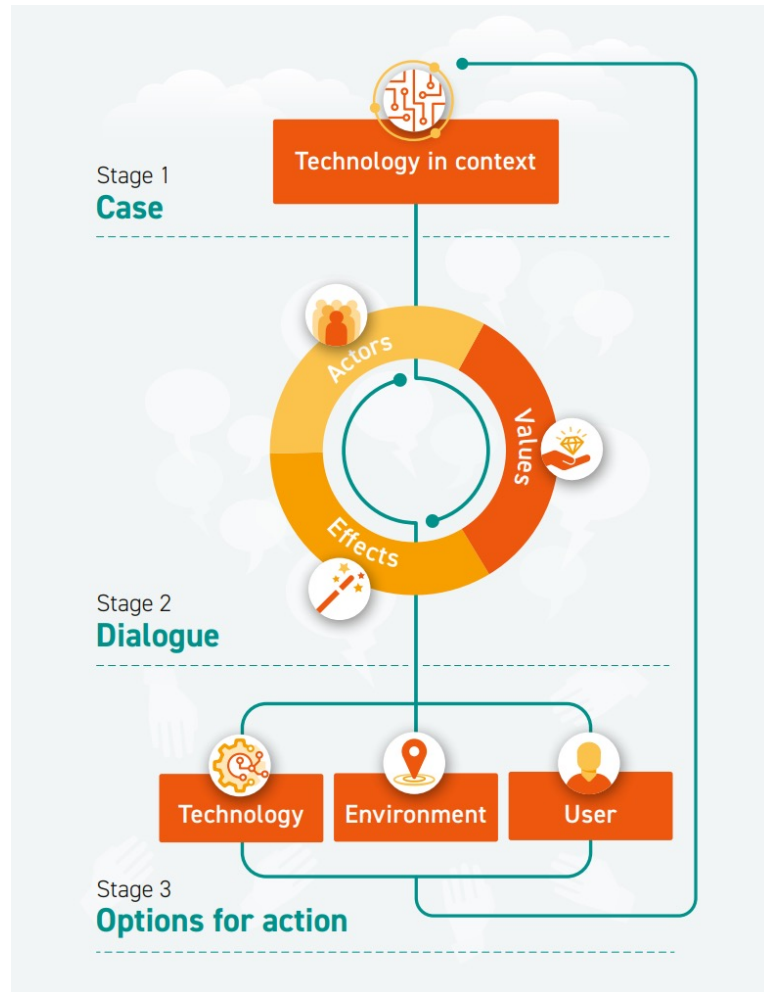 Technology in context
Stage 1
Case
Actors
Values
Effects
Stage 2
Dialogue
Technology
Environment
User
Stage 3
Options for action